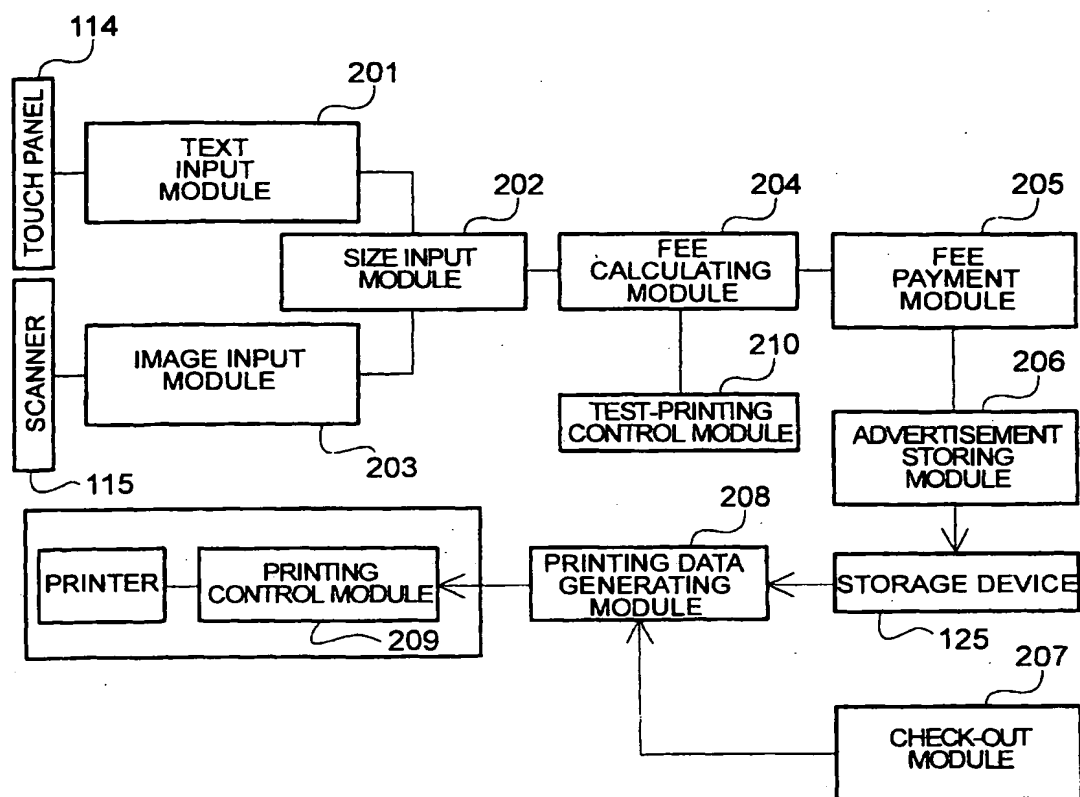 114
TOUCH PANEL
201
TEXT
INPUT
MODULE
202
SIZE INPUT
MODULE
204
FEE
CALCULATING
MODULE
205
FEE
PAYMENT
MODULE
SCANNER
115
IMAGE INPUT
MODULE
203
210
TEST-PRINTING
CONTROL MODULE
206
ADVERTISEMENT
STORING
MODULE
PRINTER
PRINTING
CONTROL MODULE
209
208
PRINTING DATA
GENERATING
MODULE
STORAGE DEVICE
125
207
CHECK-OUT
MODULE